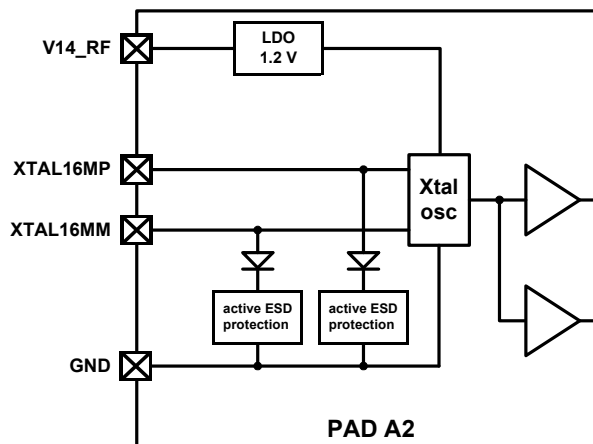 V14_RF
LDO
1.2 V
XTAL16MP
Xtal
osc
XTAL16MM
active ESD
protection
active ESD
protection
GND
PAD A2